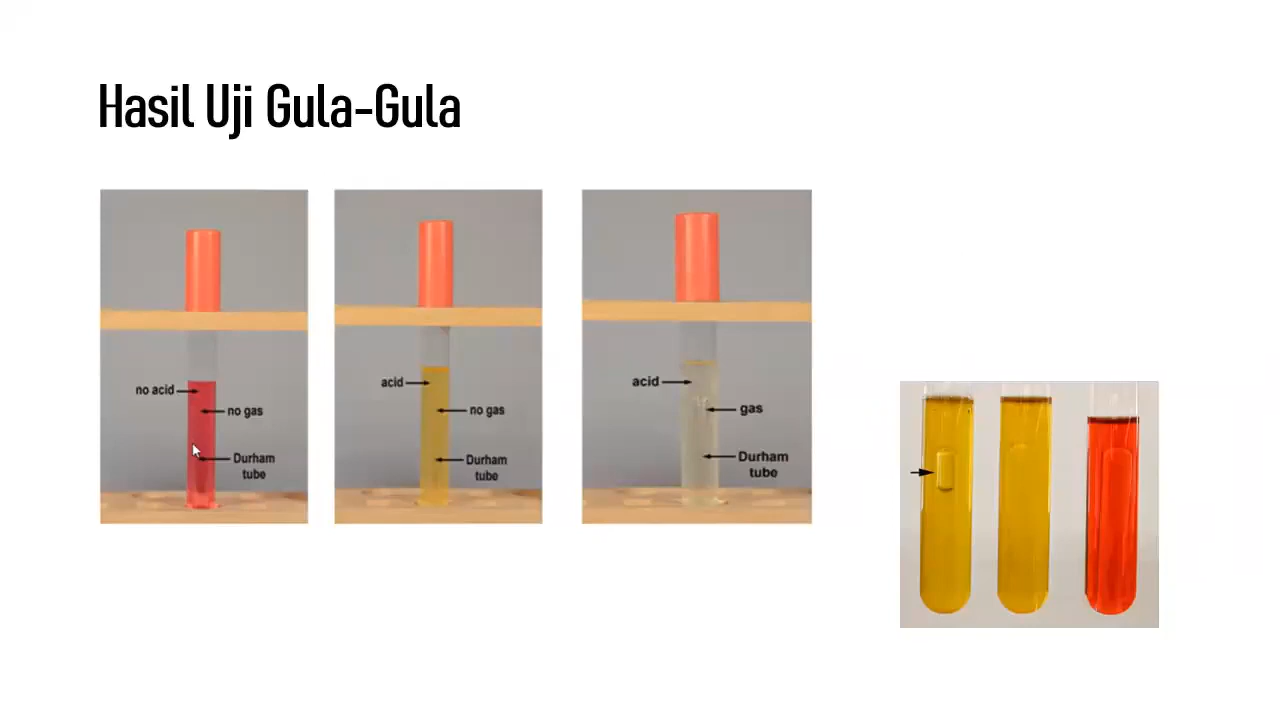 Hasil Uji Gula-Gula
no acid
no gas
Durham
tube
acid
no gas
Durham
tube
acid
gas
Durham
tube